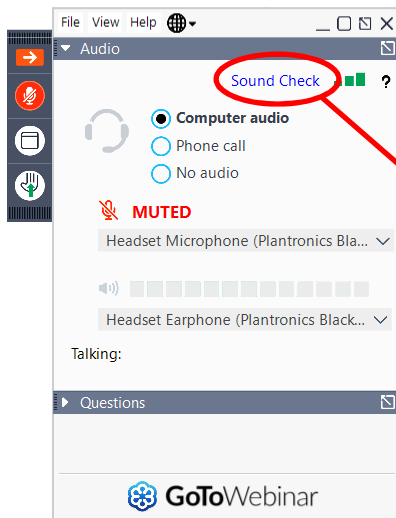 File View Help
Audio
Sound Check ?
Computer audio
Phone call
No audio
MUTED
Headset Microphone (Plantronics Bla...
Headset Earphone (Plantronics Black...
Talking:
Questions
GoToWebinar